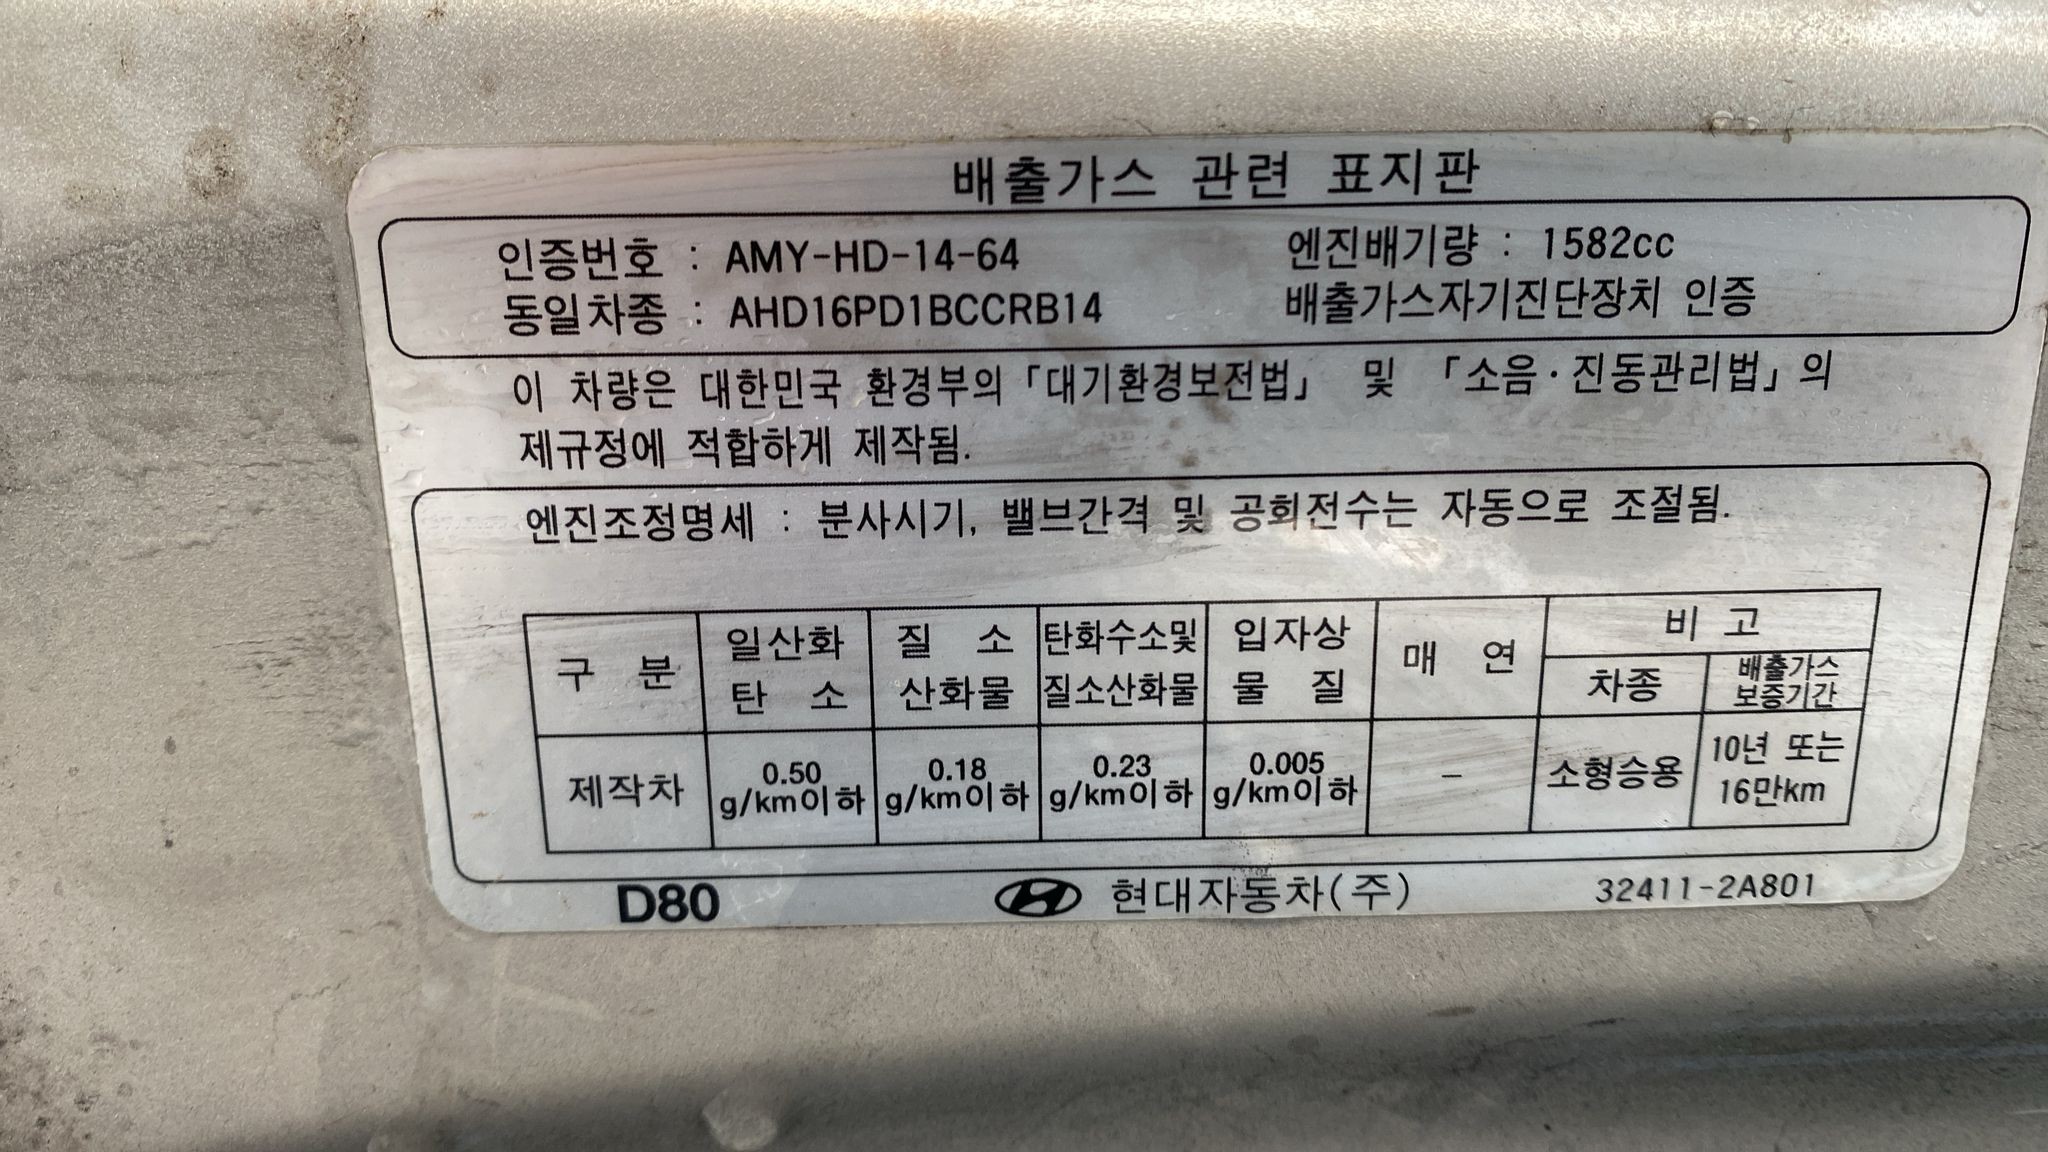 배출가스 관련 표지판
인증번호 : AMY-HD-14-64 엔진배기량 : 1582cc
동일차종 : AHD16PD1BCCRB14 배출가스자기진단장치 인증
이 차량은 대한민국 환경부의 「대기환경보전법」 및 「소음·진동관리법」의
제규정에 적합하게 제작됨.
엔진조정명세 : 분사시기, 밸브간격 및 공회전수는 자동으로 조절됨.
구 분 일산화 탄 소 질 소 산화물 탄화수소및 질소산화물 입자상 물 질 매 연 비 고
차종 배출가스 보증기간
제작차 0.50 g/km이하 0.18 g/km이하 0.23 g/km이하 0.005 g/km이하 - 소형승용 10년 또는 16만km
D80 현대자동차(주) 32411-2A801